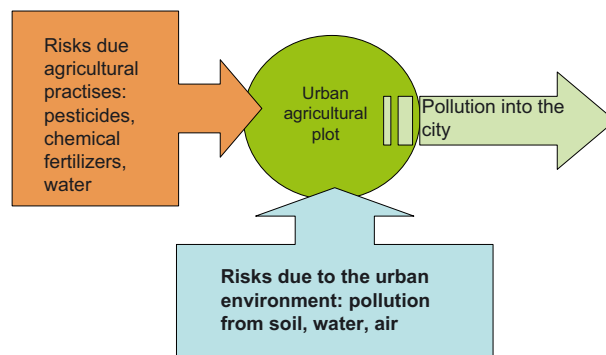 Risks due
agricultural
practises:
pesticides,
chemical
fertilizers,
water
Urban
agricultural
plot
Pollution into the
city
Risks due to the urban
environment: pollution
from soil, water, air